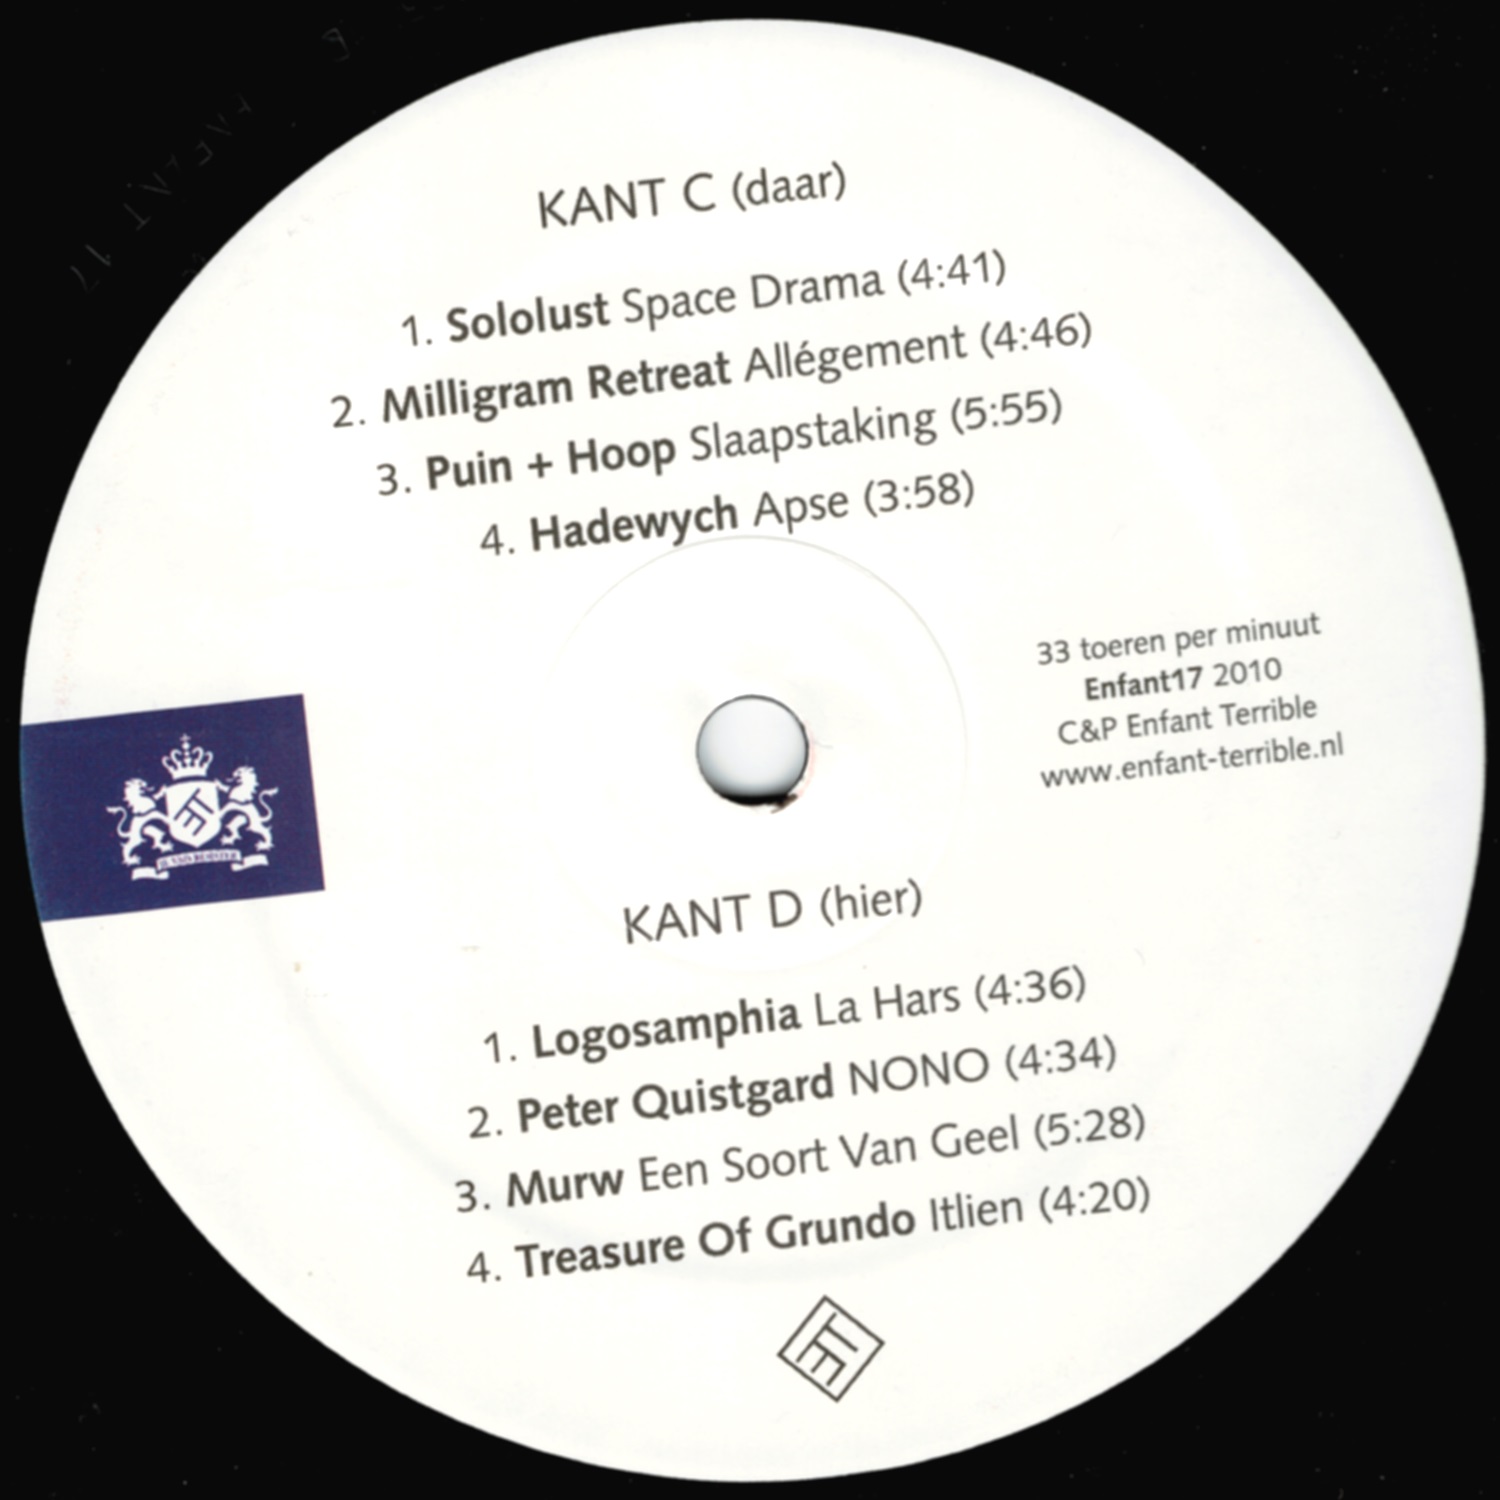 KANT C (daar)
1. Sololust Space Drama (4:41)
2. Milligram Retreat Allégement (4:46)
3. Puin + Hoop Slaapstaking (5:55)
4. Hadewych Apse (3:58)
33 toeren per minuut
Enfant17 2010
C&P Enfant Terrible
www.enfant-terrible.nl
KANT D (hier)
1. Logosamphia La Hars (4:36)
2. Peter Quistgard NONO (4:34)
3. Murw Een Soort Van Geel (5:28)
4. Treasure Of Grundo Itlien (4:20)